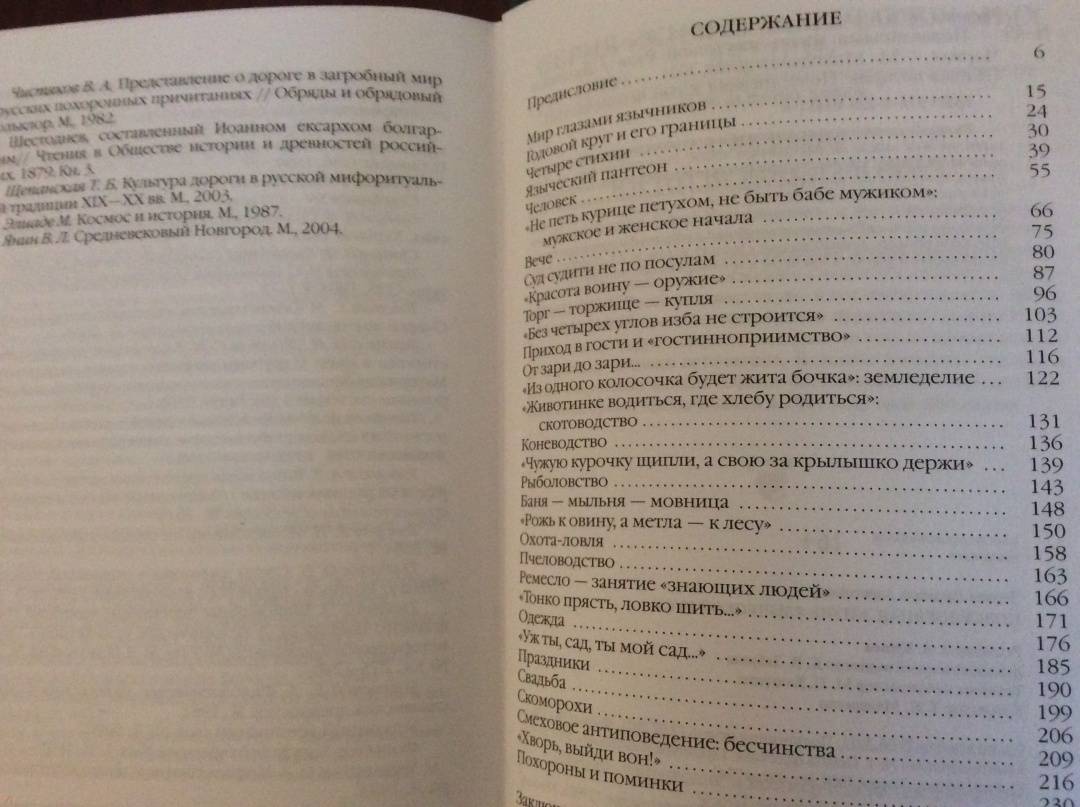 Чистяков В. А. Представление о дороге в загробный мир
русских похоронных причитаниях // Обряды и обрядовый
М., 1982.
Шестоднев, составленный Иоанном ексархом болгар-
им// Чтения в Обществе истории и древностей россий-
их. 1879. Кн. 3.
Щепанская Т. Б. Культура дороги в русской мифоритуаль-
й традиции XIX—XX вв. М., 2003.
Элиаде М. Космос и история. М., 1987.
Янин В. Л. Средневековый Новгород. М., 2004.
СОДЕРЖАНИЕ
Предисловие 6
Мир глазами язычников 15
Годовой круг и его границы 24
Четыре стихии 30
Языческий пантеон 39
Человек 55
«Не петь курице петухом, не быть бабе мужиком»:
мужское и женское начала 66
Вече 75
Суд судити не по посулам 80
«Красота воину — оружие» 87
Торг — торжище — купля 96
«Без четырех углов изба не строится» 103
Приход в гости и «гостинноприимство» 112
От зари до зари... 116
«Из одного колосочка будет жита бочка»: земледелие ... 122
«Животинке водиться, где хлебу родиться»:
скотоводство 131
Коневодство 136
«Чужую курочку щипли, а свою за крылышко держи» ... 139
Рыболовство 143
Баня — мыльня — мовница 148
«Рожь к овину, а метла — к лесу» 150
Охота-ловля 158
Пчеловодство 163
Ремесло — занятие «знающих людей» 166
«Тонко прясть, ловко шить...» 171
Одежда 176
«Уж ты, сад, ты мой сад...» 185
Праздники 190
Свадьба 199
Скоморохи 206
Смеховое антиповедение: бесчинства 209
«Хворь, выйди вон!» 216
Похороны и поминки 230